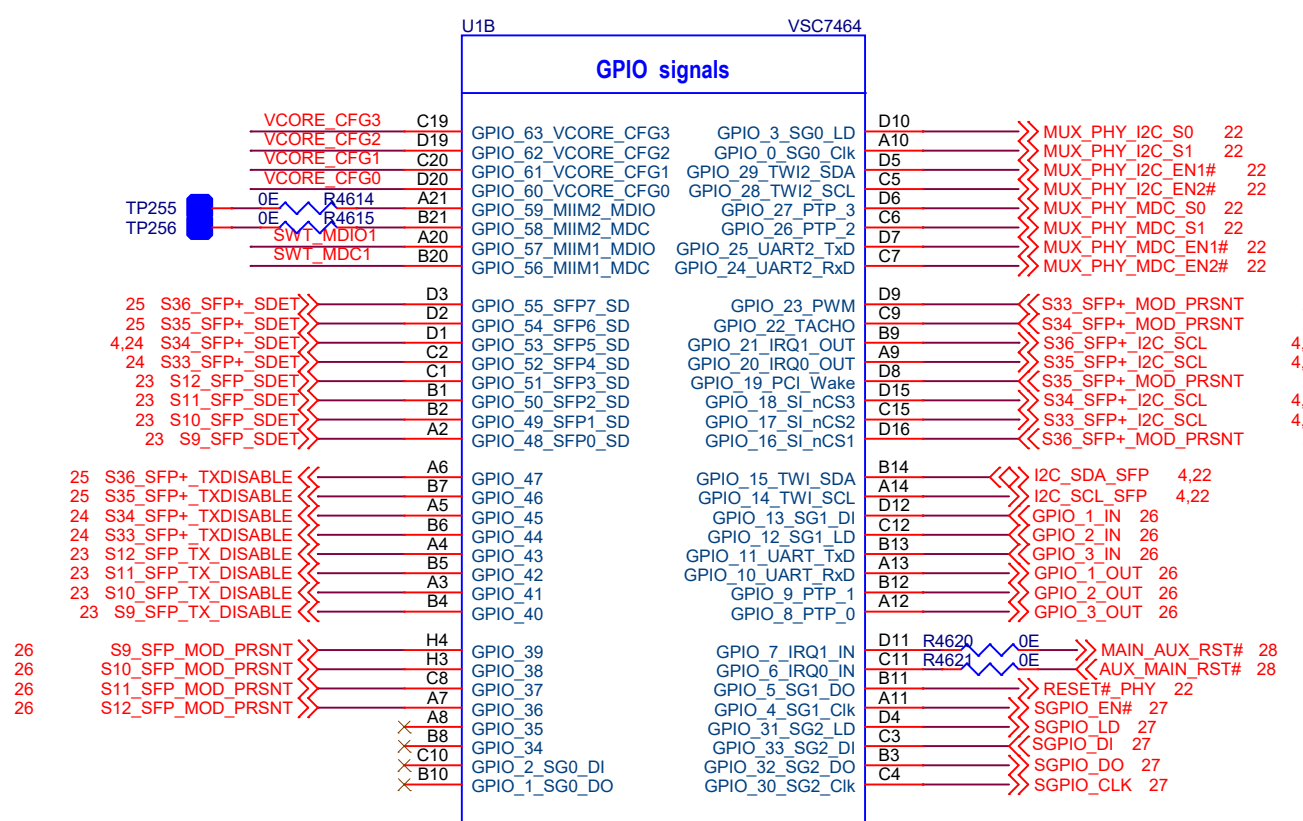 U1B VSC7464
GPIO signals
VCORE_CFG3 C19 GPIO_63_VCORE_CFG3 GPIO_3_SG0_LD D10 MUX_PHY_I2C_S0 22
VCORE_CFG2 D19 GPIO_62_VCORE_CFG2 GPIO_0_SG0_Clk A10 MUX_PHY_I2C_S1 22
VCORE_CFG1 C20 GPIO_61_VCORE_CFG1 GPIO_29_TWI2_SDA D5 MUX_PHY_I2C_EN1# 22
VCORE_CFG0 D20 GPIO_60_VCORE_CFG0 GPIO_28_TWI2_SCL C5 MUX_PHY_I2C_EN2# 22
TP255 0E R4614 A21 GPIO_59_MIIM2_MDIO GPIO_27_PTP_3 D6 MUX_PHY_MDC_S0 22
TP256 0E R4615 B21 GPIO_58_MIIM2_MDC GPIO_26_PTP_2 C6 MUX_PHY_MDC_S1 22
SWT_MDIO1 A20 GPIO_57_MIIM1_MDIO GPIO_25_UART2_TxD D7 MUX_PHY_MDC_EN1# 22
SWT_MDC1 B20 GPIO_56_MIIM1_MDC GPIO_24_UART2_RxD C7 MUX_PHY_MDC_EN2# 22
25 S36_SFP+_SDET D3 GPIO_55_SFP7_SD GPIO_23_PWM D9 S33_SFP+_MOD_PRSNT
25 S35_SFP+_SDET D2 GPIO_54_SFP6_SD GPIO_22_TACHO C9 S34_SFP+_MOD_PRSNT
4,24 S34_SFP+_SDET D1 GPIO_53_SFP5_SD GPIO_21_IRQ1_OUT B9 S36_SFP+_I2C_SCL 4,
24 S33_SFP+_SDET C2 GPIO_52_SFP4_SD GPIO_20_IRQ0_OUT A9 S35_SFP+_I2C_SCL 4,
23 S12_SFP_SDET C1 GPIO_51_SFP3_SD GPIO_19_PCI_Wake D8 S35_SFP+_MOD_PRSNT
23 S11_SFP_SDET B1 GPIO_50_SFP2_SD GPIO_18_SI_nCS3 D15 S34_SFP+_I2C_SCL 4,
23 S10_SFP_SDET B2 GPIO_49_SFP1_SD GPIO_17_SI_nCS2 C15 S33_SFP+_I2C_SCL 4,
23 S9_SFP_SDET A2 GPIO_48_SFP0_SD GPIO_16_SI_nCS1 D16 S36_SFP+_MOD_PRSNT
25 S36_SFP+_TXDISABLE A6 GPIO_47 GPIO_15_TWI_SDA B14 I2C_SDA_SFP 4,22
25 S35_SFP+_TXDISABLE B7 GPIO_46 GPIO_14_TWI_SCL A14 I2C_SCL_SFP 4,22
24 S34_SFP+_TXDISABLE A5 GPIO_45 GPIO_13_SG1_DI D12 GPIO_1_IN 26
24 S33_SFP+_TXDISABLE B6 GPIO_44 GPIO_12_SG1_LD C12 GPIO_2_IN 26
23 S12_SFP_TX_DISABLE A4 GPIO_43 GPIO_11_UART_TxD B13 GPIO_3_IN 26
23 S11_SFP_TX_DISABLE B5 GPIO_42 GPIO_10_UART_RxD A13 GPIO_1_OUT 26
23 S10_SFP_TX_DISABLE A3 GPIO_41 GPIO_9_PTP_1 B12 GPIO_2_OUT 26
23 S9_SFP_TX_DISABLE B4 GPIO_40 GPIO_8_PTP_0 A12 GPIO_3_OUT 26
26 S9_SFP_MOD_PRSNT H4 GPIO_39 GPIO_7_IRQ1_IN D11 R4620 0E MAIN_AUX_RST# 28
26 S10_SFP_MOD_PRSNT H3 GPIO_38 GPIO_6_IRQ0_IN C11 R4621 0E AUX_MAIN_RST# 28
26 S11_SFP_MOD_PRSNT C8 GPIO_37 GPIO_5_SG1_DO B11 RESET#_PHY 22
26 S12_SFP_MOD_PRSNT A7 GPIO_36 GPIO_4_SG1_Clk A11 SGPIO_EN# 27
A8 GPIO_35 GPIO_31_SG2_LD D4 SGPIO_LD 27
B8 GPIO_34 GPIO_33_SG2_DI C3 SGPIO_DI 27
C10 GPIO_2_SG0_DI GPIO_32_SG2_DO B3 SGPIO_DO 27
B10 GPIO_1_SG0_DO GPIO_30_SG2_Clk C4 SGPIO_CLK 27